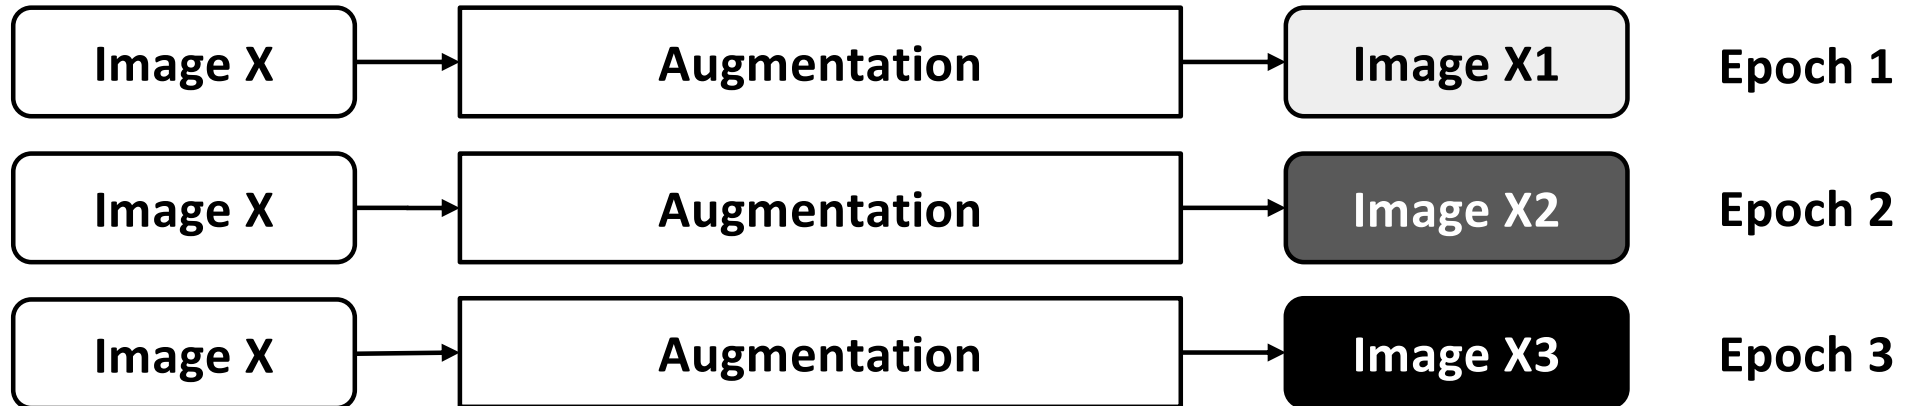 Image X Augmentation Image X1 Epoch 1
Image X Augmentation Image X2 Epoch 2
Image X Augmentation Image X3 Epoch 3